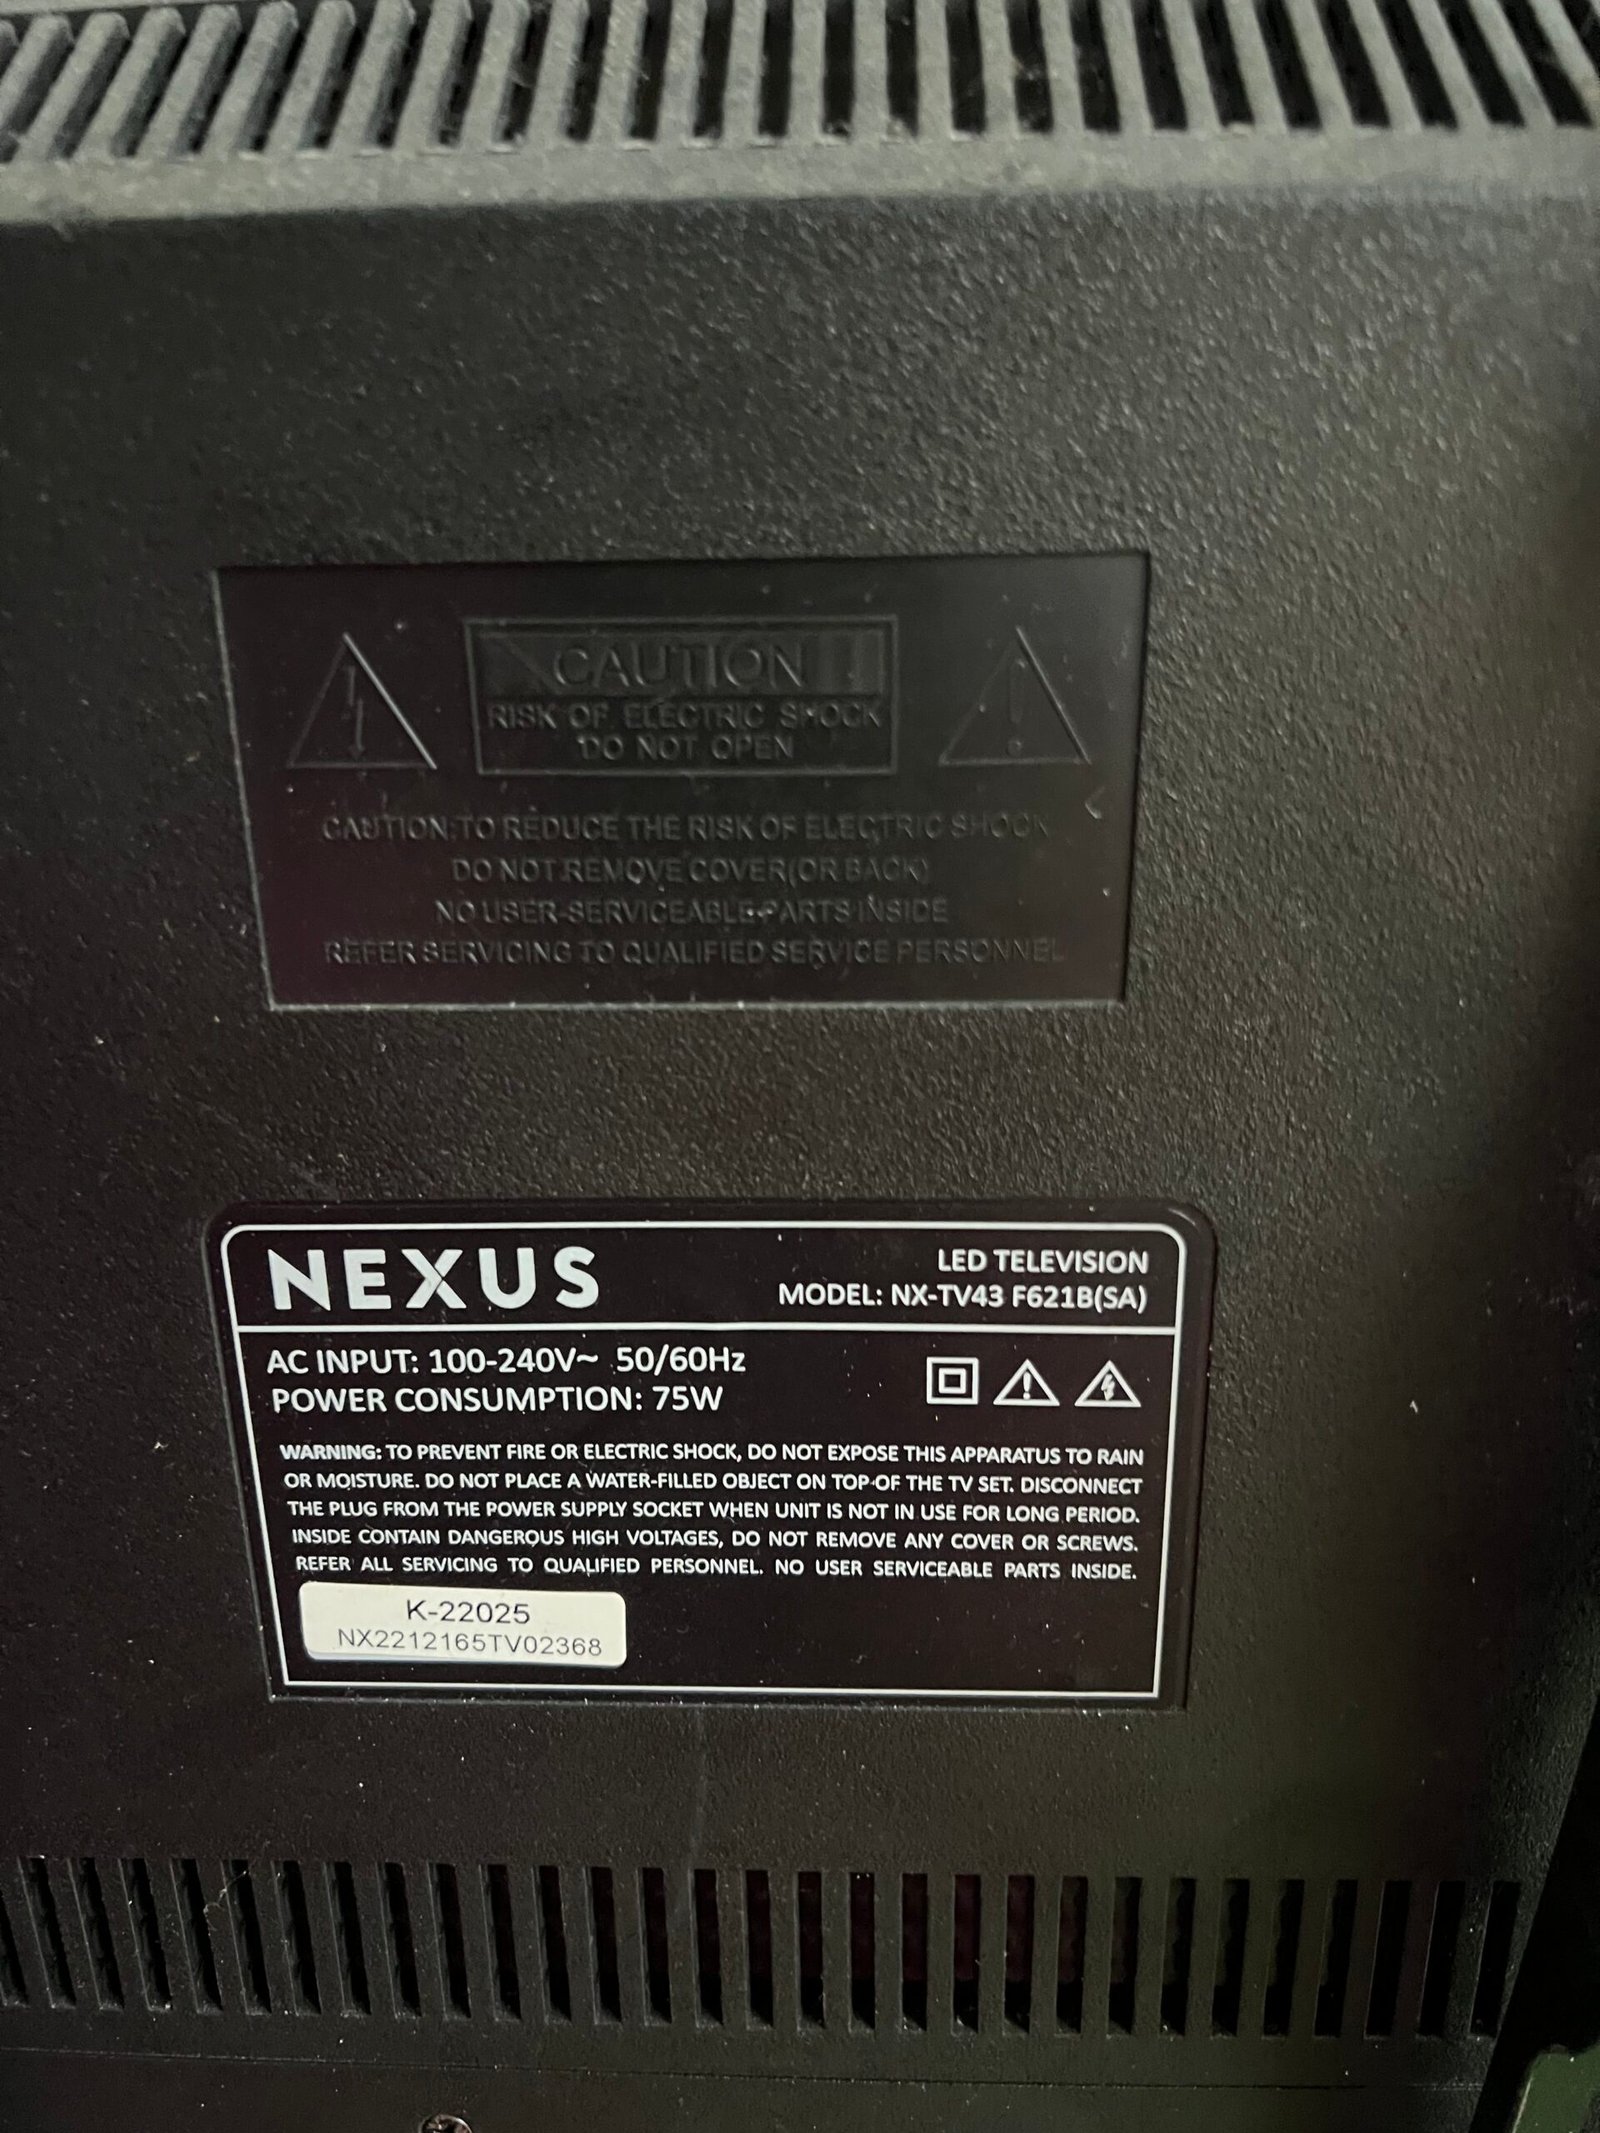 CAUTION
RISK OF ELECTRIC SHOCK
DO NOT OPEN
CAUTION:TO REDUCE THE RISK OF ELECTRIC SHOCK
DO NOT REMOVE COVER(OR BACK)
NO USER-SERVICEABLE PARTS INSIDE
REFER SERVICING TO QUALIFIED SERVICE PERSONNEL
NEXUS
LED TELEVISION
MODEL: NX-TV43 F621B(SA)
AC INPUT: 100-240V~ 50/60Hz
POWER CONSUMPTION: 75W
WARNING: TO PREVENT FIRE OR ELECTRIC SHOCK, DO NOT EXPOSE THIS APPARATUS TO RAIN
OR MOISTURE. DO NOT PLACE A WATER-FILLED OBJECT ON TOP OF THE TV SET. DISCONNECT
THE PLUG FROM THE POWER SUPPLY SOCKET WHEN UNIT IS NOT IN USE FOR LONG PERIOD.
INSIDE CONTAIN DANGEROUS HIGH VOLTAGES, DO NOT REMOVE ANY COVER OR SCREWS.
REFER ALL SERVICING TO QUALIFIED PERSONNEL. NO USER SERVICEABLE PARTS INSIDE.
K-22025
NX2212165TV02368